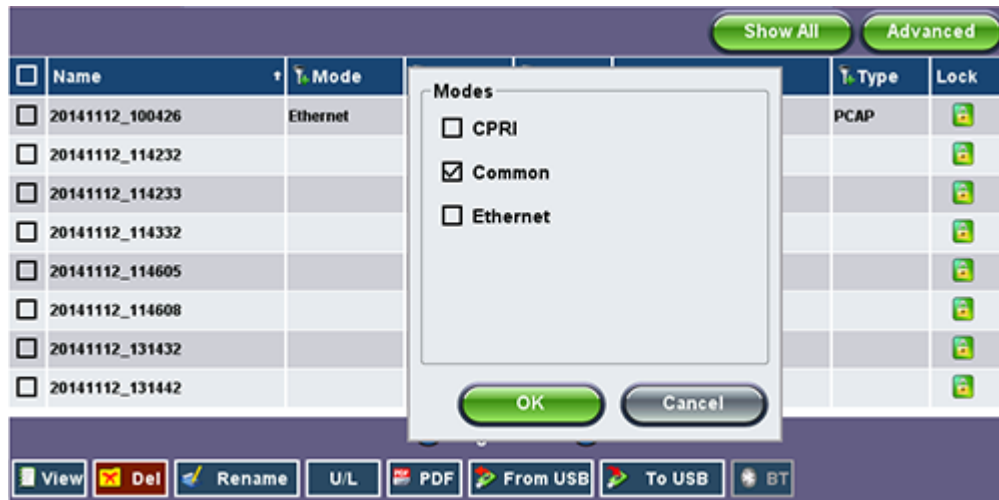 Show All Advanced
Name Mode Type Lock
20141112_100426 Ethernet PCAP
20141112_114232
20141112_114233
20141112_114332
20141112_114605
20141112_114608
20141112_131432
20141112_131442
Modes
CPRI
Common
Ethernet
OK Cancel
View Del Rename U/L PDF From USB To USB BT